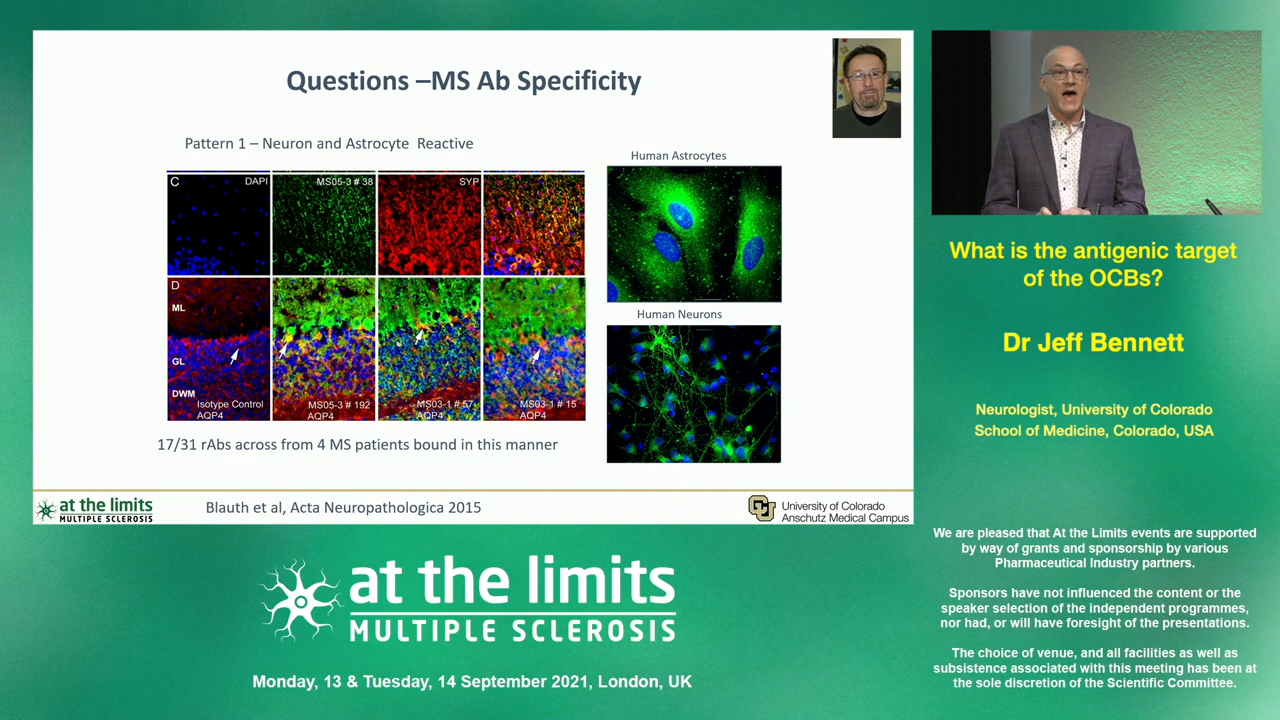 Questions –MS Ab Specificity
Pattern 1 – Neuron and Astrocyte Reactive
C
DAPI
MS05-3 # 38
SYP
D
ML
GL
DWM
Isotype Control
AQP4
MS05-3 # 192
AQP4
MS03-1 # 57
AQP4
MS03-1 # 15
AQP4
Human Astrocytes
Human Neurons
17/31 rAbs across from 4 MS patients bound in this manner
at the limits
MULTIPLE SCLEROSIS
Blauth et al, Acta Neuropathologica 2015
CU
University of Colorado
Anschutz Medical Campus
What is the antigenic target
of the OCBs?
Dr Jeff Bennett
Neurologist, University of Colorado
School of Medicine, Colorado, USA
We are pleased that At the Limits events are supported
by way of grants and sponsorship by various
Pharmaceutical Industry partners.
Sponsors have not influenced the content or the
speaker selection of the independent programmes,
nor had, or will have foresight of the presentations.
The choice of venue, and all facilities as well as
subsistence associated with this meeting has been at
the sole discretion of the Scientific Committee.
at the limits
MULTIPLE SCLEROSIS
Monday, 13 & Tuesday, 14 September 2021, London, UK